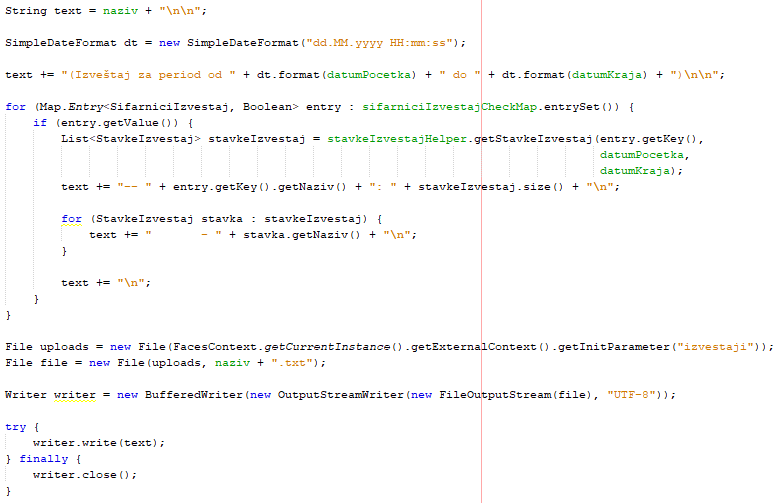 String text = naziv + "\n\n";
SimpleDateFormat dt = new SimpleDateFormat("dd.MM.yyyy HH:mm:ss");
text += "(Izveštaj za period od " + dt.format(datumPocetka) + " do " + dt.format(datumKraja) + ")\n\n";
for (Map.Entry<SifarniciIzvestaj, Boolean> entry : sifarniciIzvestajCheckMap.entrySet()) {
    if (entry.getValue()) {
        List<StavkeIzvestaj> stavkeIzvestaj = stavkeIzvestajHelper.getStavkeIzvestaj(entry.getKey(),
                                                                                     datumPocetka,
                                                                                     datumKraja);
        text += "-- " + entry.getKey().getNaziv() + ": " + stavkeIzvestaj.size() + "\n";
        for (StavkeIzvestaj stavka : stavkeIzvestaj) {
            text += "       - " + stavka.getNaziv() + "\n";
        }
        text += "\n";
    }
}
File uploads = new File(FacesContext.getCurrentInstance().getExternalContext().getInitParameter("izvestaji"));
File file = new File(uploads, naziv + ".txt");
Writer writer = new BufferedWriter(new OutputStreamWriter(new FileOutputStream(file), "UTF-8"));
try {
    writer.write(text);
} finally {
    writer.close();
}